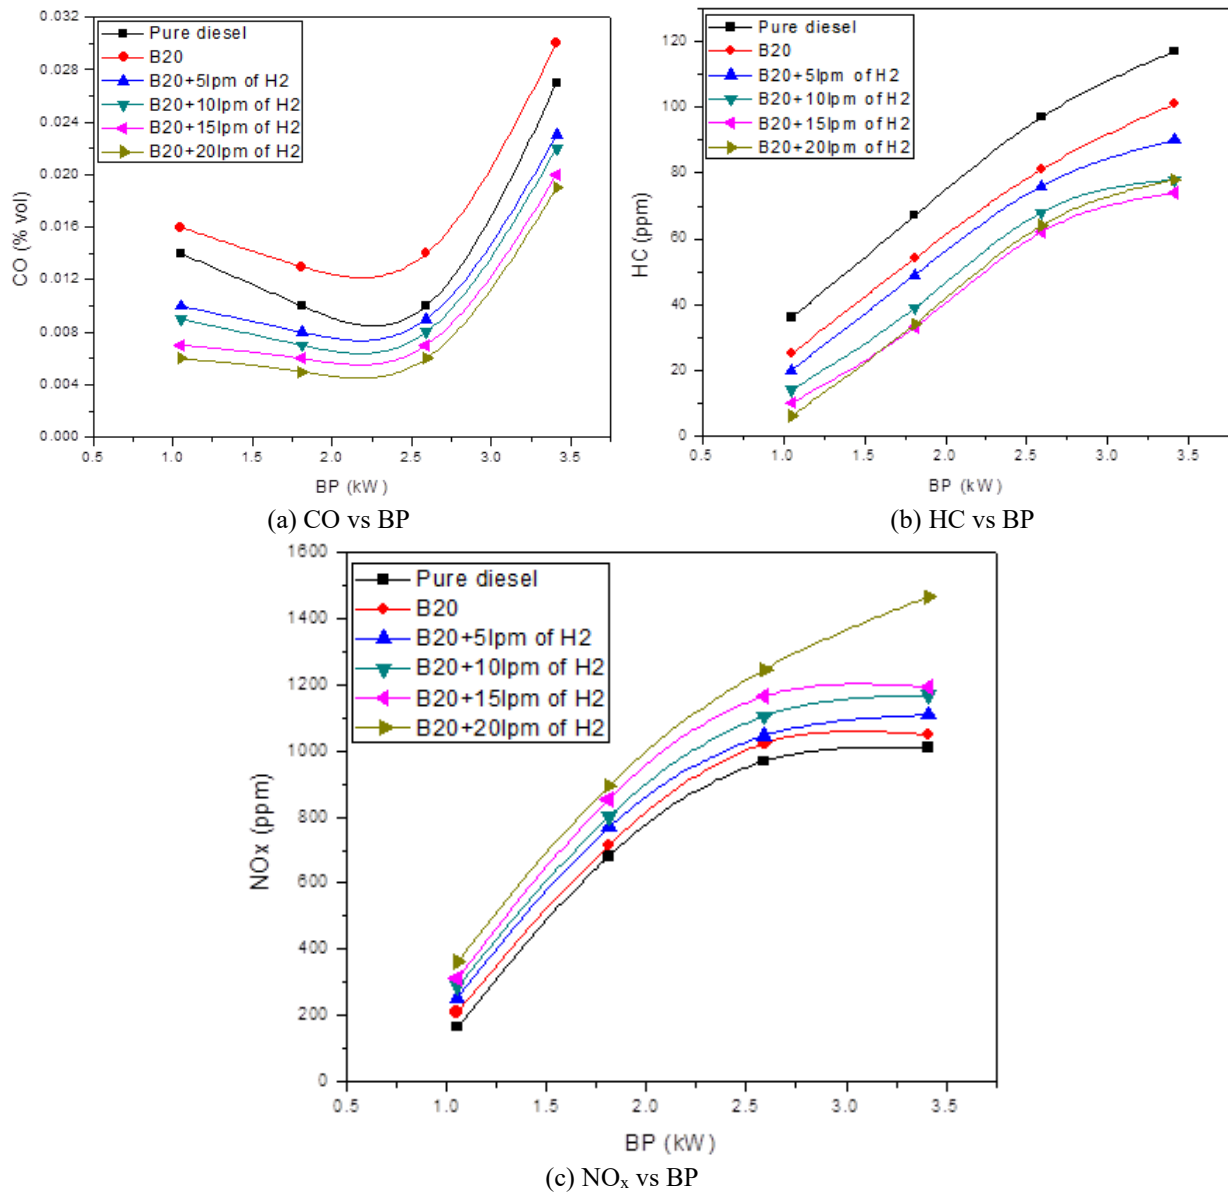 0.032
0.028
0.024
0.020
0.016
0.012
0.008
0.004
0.000
CO (% vol)
Pure diesel
B20
B20+5lpm of H2
B20+10lpm of H2
B20+15lpm of H2
B20+20lpm of H2
0.5 1.0 1.5 2.0 2.5 3.0 3.5
BP (kW)
(a) CO vs BP
120
100
80
60
40
20
0
HC (ppm)
Pure diesel
B20
B20+5lpm of H2
B20+10lpm of H2
B20+15lpm of H2
B20+20lpm of H2
0.5 1.0 1.5 2.0 2.5 3.0 3.5
BP (kW)
(b) HC vs BP
1600
1400
1200
1000
800
600
400
200
0
NOx (ppm)
Pure diesel
B20
B20+5lpm of H2
B20+10lpm of H2
B20+15lpm of H2
B20+20lpm of H2
0.5 1.0 1.5 2.0 2.5 3.0 3.5
BP (kW)
(c) NOₓ vs BP